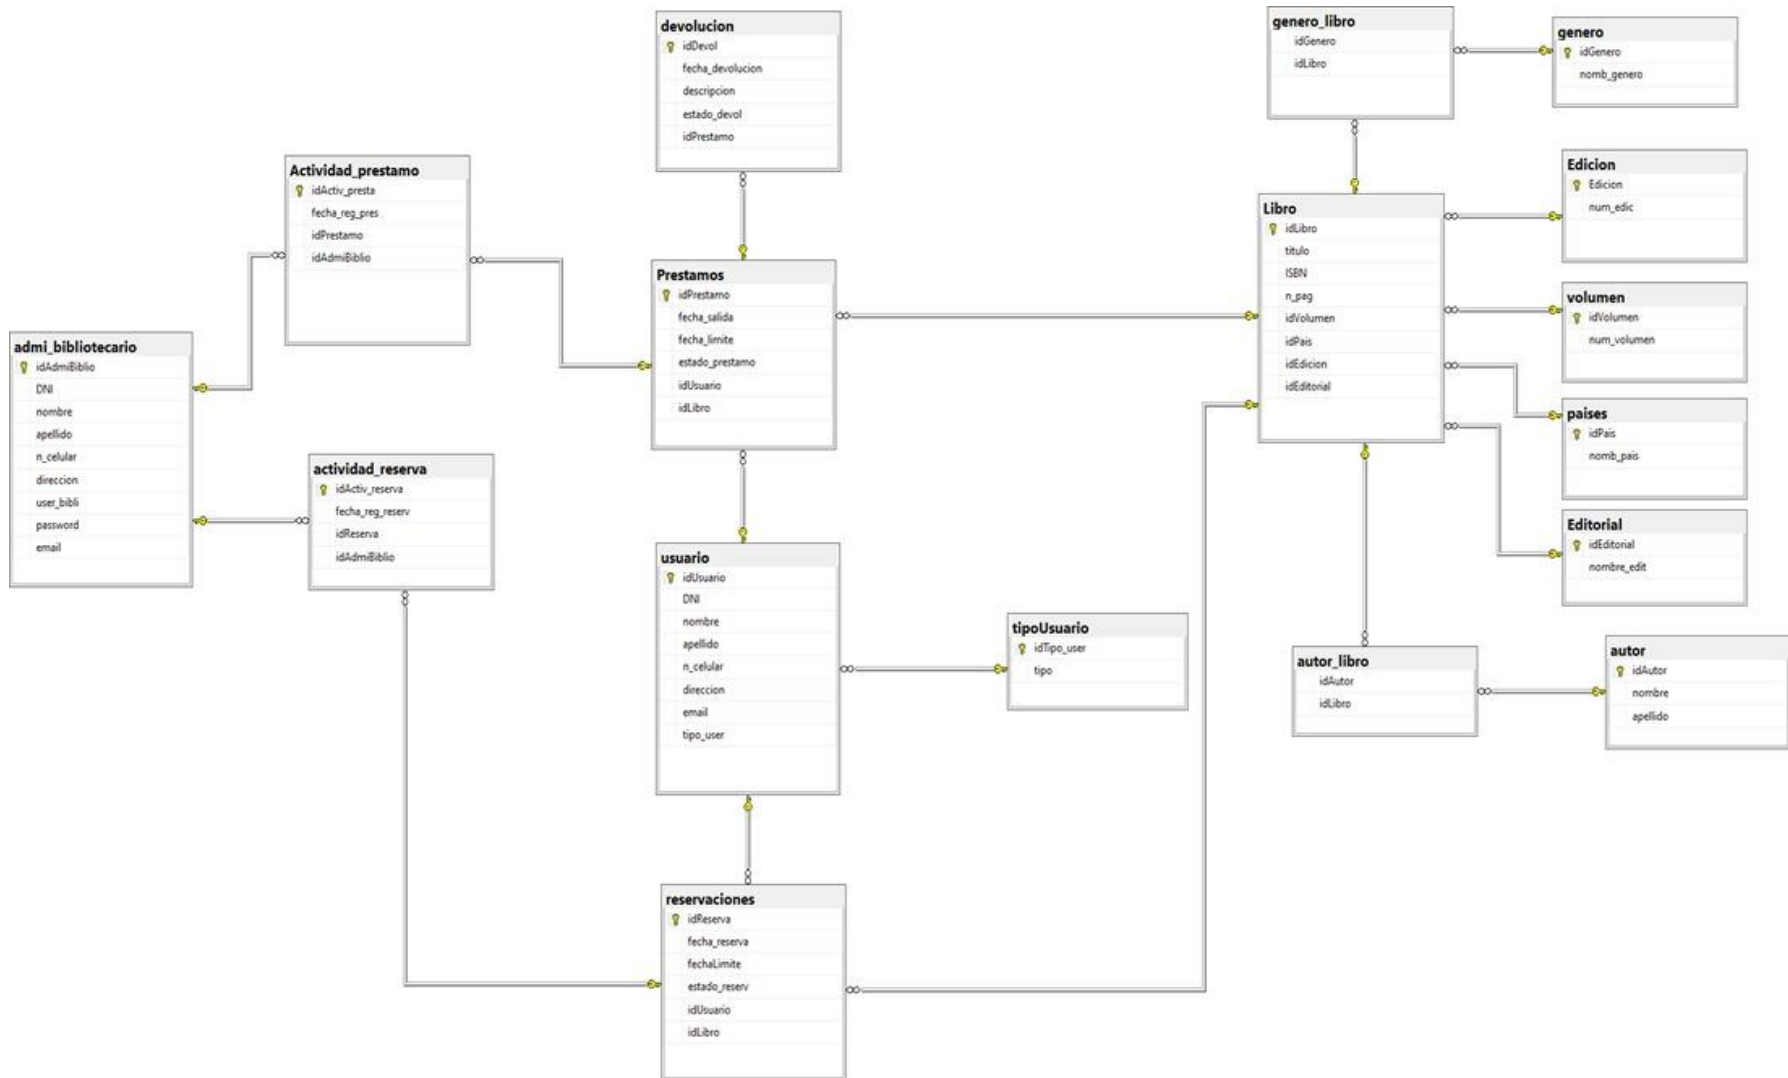 devolucion
idDevol
fecha_devolucion
descripcion
estado_devol
idPrestamo
genero_libro
idGenero
idLibro
genero
idGenero
nomb_genero
Actividad_prestamo
idActiv_presta
fecha_reg_pres
idPrestamo
idAdmiBiblio
Edicion
Edicion
num_edic
Libro
idLibro
titulo
ISBN
n_pag
idVolumen
idPais
idEdicion
idEditorial
Prestamos
idPrestamo
fecha_salida
fecha_limite
estado_prestamo
idUsuario
idLibro
volumen
idVolumen
num_volumen
admi_bibliotecario
idAdmiBiblio
DNI
nombre
apellido
n_celular
direccion
user_bibli
password
email
paises
idPais
nomb_pais
actividad_reserva
idActiv_reserva
fecha_reg_reserv
idReserva
idAdmiBiblio
Editorial
idEditorial
nombre_edit
usuario
idUsuario
DNI
nombre
apellido
n_celular
direccion
email
tipo_user
tipoUsuario
idTipo_user
tipo
autor_libro
idAutor
idLibro
autor
idAutor
nombre
apellido
reservaciones
idReserva
fecha_reserva
fechaLimite
estado_reserv
idUsuario
idLibro